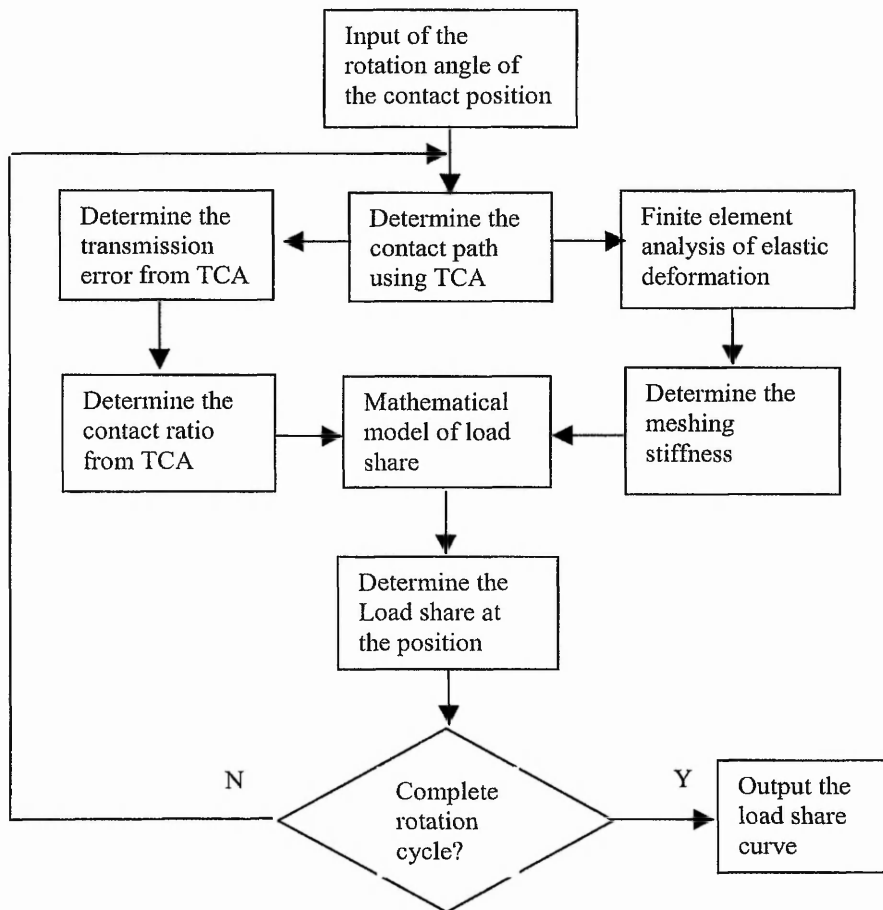 Input of the
rotation angle of
the contact position
Determine the
transmission
error from TCA
Determine the
contact path
using TCA
Finite element
analysis of elastic
deformation
Determine the
contact ratio
from TCA
Mathematical
model of load
share
Determine the
meshing
stiffness
Determine the
Load share at
the position
N
Complete
rotation
cycle?
Y
Output the
load share
curve